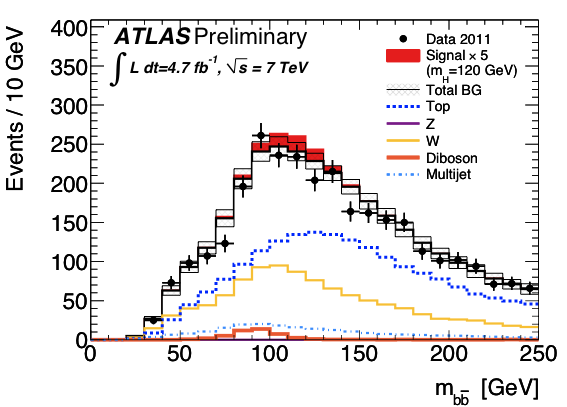 ATLAS Preliminary
∫ L dt=4.7 fb⁻¹, √s = 7 TeV
Data 2011
Signal × 5
(m_H=120 GeV)
Total BG
Top
Z
W
Diboson
Multijet
Events / 10 GeV
400
350
300
250
200
150
100
50
0
0 50 100 150 200 250
m_bb̅ [GeV]